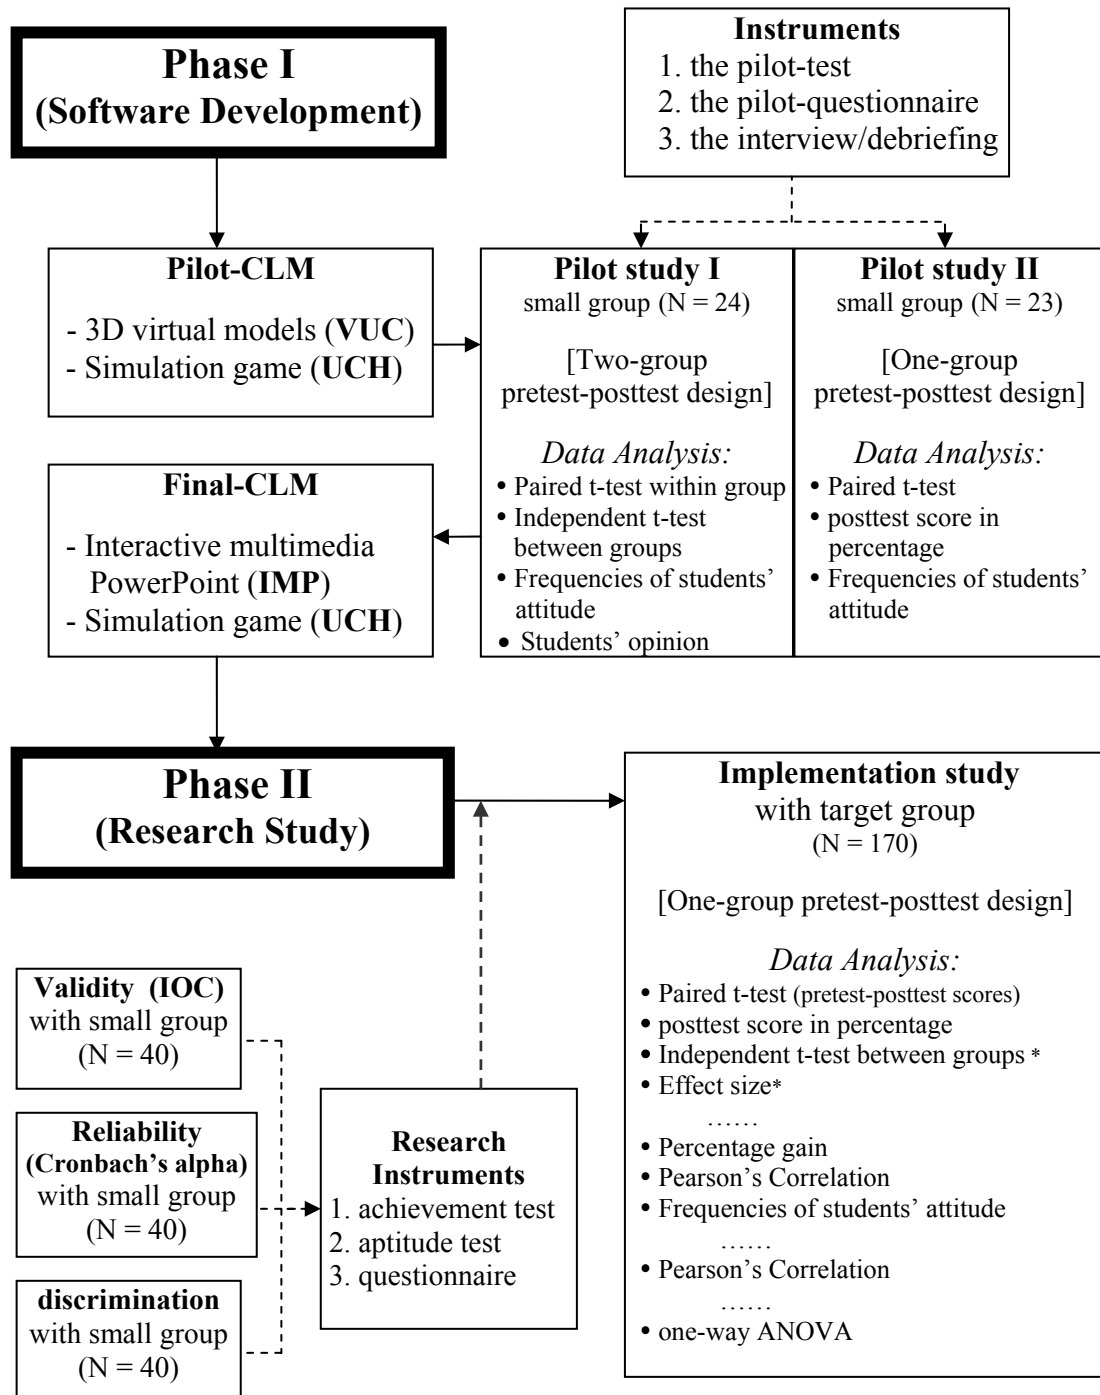 Phase I
(Software Development)
Instruments
1. the pilot-test
2. the pilot-questionnaire
3. the interview/debriefing
Pilot-CLM
- 3D virtual models (VUC)
- Simulation game (UCH)
Pilot study I
small group (N = 24)
[Two-group
pretest-posttest design]
Data Analysis:
• Paired t-test within group
• Independent t-test
between groups
• Frequencies of students’
attitude
• Students’ opinion
Pilot study II
small group (N = 23)
[One-group
pretest-posttest design]
Data Analysis:
• Paired t-test
• posttest score in
percentage
• Frequencies of students’
attitude
Final-CLM
- Interactive multimedia
PowerPoint (IMP)
- Simulation game (UCH)
Phase II
(Research Study)
Implementation study
with target group
(N = 170)
[One-group pretest-posttest design]
Data Analysis:
• Paired t-test (pretest-posttest scores)
• posttest score in percentage
• Independent t-test between groups *
• Effect size*
……
• Percentage gain
• Pearson’s Correlation
• Frequencies of students’ attitude
……
• Pearson’s Correlation
……
• one-way ANOVA
Validity (IOC)
with small group
(N = 40)
Reliability
(Cronbach’s alpha)
with small group
(N = 40)
discrimination
with small group
(N = 40)
Research
Instruments
1. achievement test
2. aptitude test
3. questionnaire